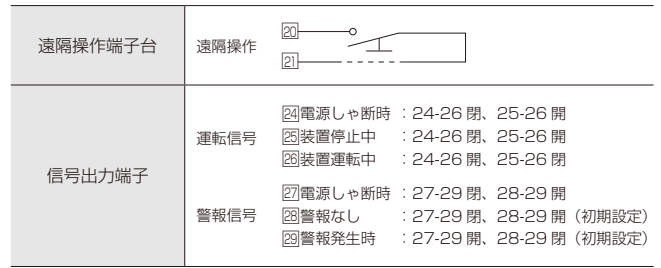 遠隔操作端子台 遠隔操作 20
21
信号出力端子
運転信号
24電源しゃ断時 :24-26 閉、25-26 開
25装置停止中 :24-26 閉、25-26 開
26装置運転中 :24-26 開、25-26 閉
警報信号
27電源しゃ断時 :27-29 閉、28-29 開
28警報なし :27-29 閉、28-29 開(初期設定)
29警報発生時 :27-29 開、28-29 閉(初期設定)